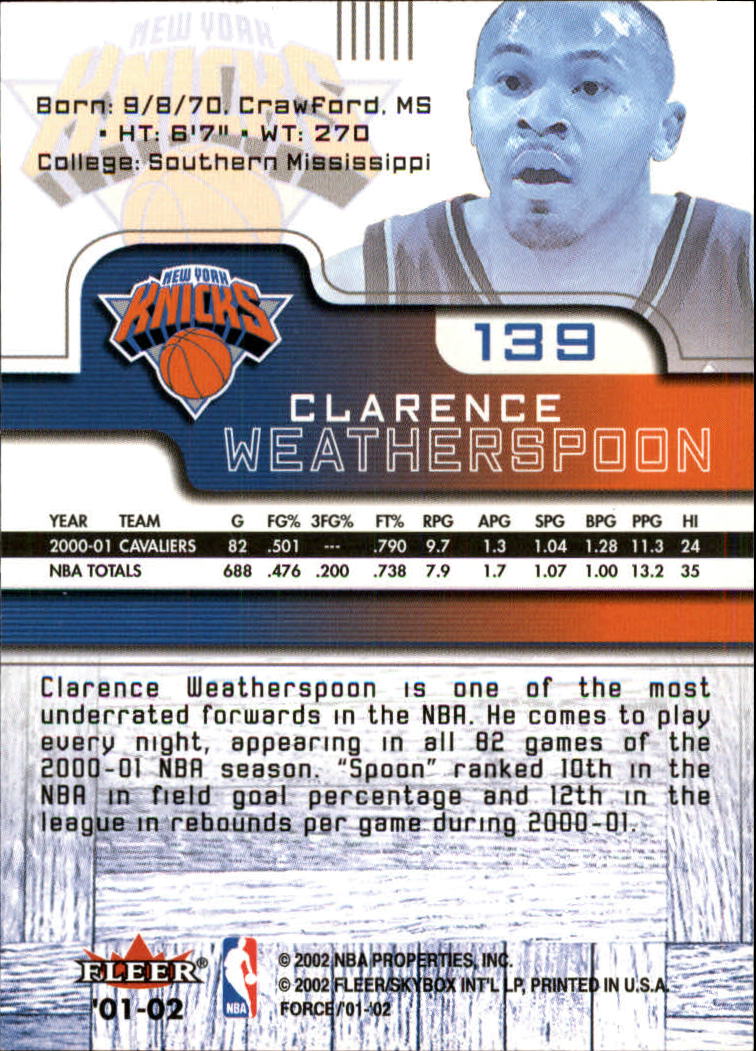 NEW YORK
KNICKS
Born: 9/8/70, Crawford, MS
▪ HT: 6'7" ▪ WT: 270
College: Southern Mississippi
NEW YORK
KNICKS
139
CLARENCE
WEATHERSPOON
YEAR TEAM G FG% 3FG% FT% RPG APG SPG BPG PPG HI
2000-01 CAVALIERS 82 .501 --- .790 9.7 1.3 1.04 1.28 11.3 24
NBA TOTALS 688 .476 .200 .738 7.9 1.7 1.07 1.00 13.2 35
Clarence Weatherspoon is one of the most
underrated forwards in the NBA. He comes to play
every night, appearing in all 82 games of the
2000-01 NBA season. "Spoon" ranked 10th in the
NBA in field goal percentage and 12th in the
league in rebounds per game during 2000-01.
FLEER®
'01-02
NBA
© 2002 NBA PROPERTIES, INC.
© 2002 FLEER/SKYBOX INT'L LP, PRINTED IN U.S.A.
FORCE/'01-'02